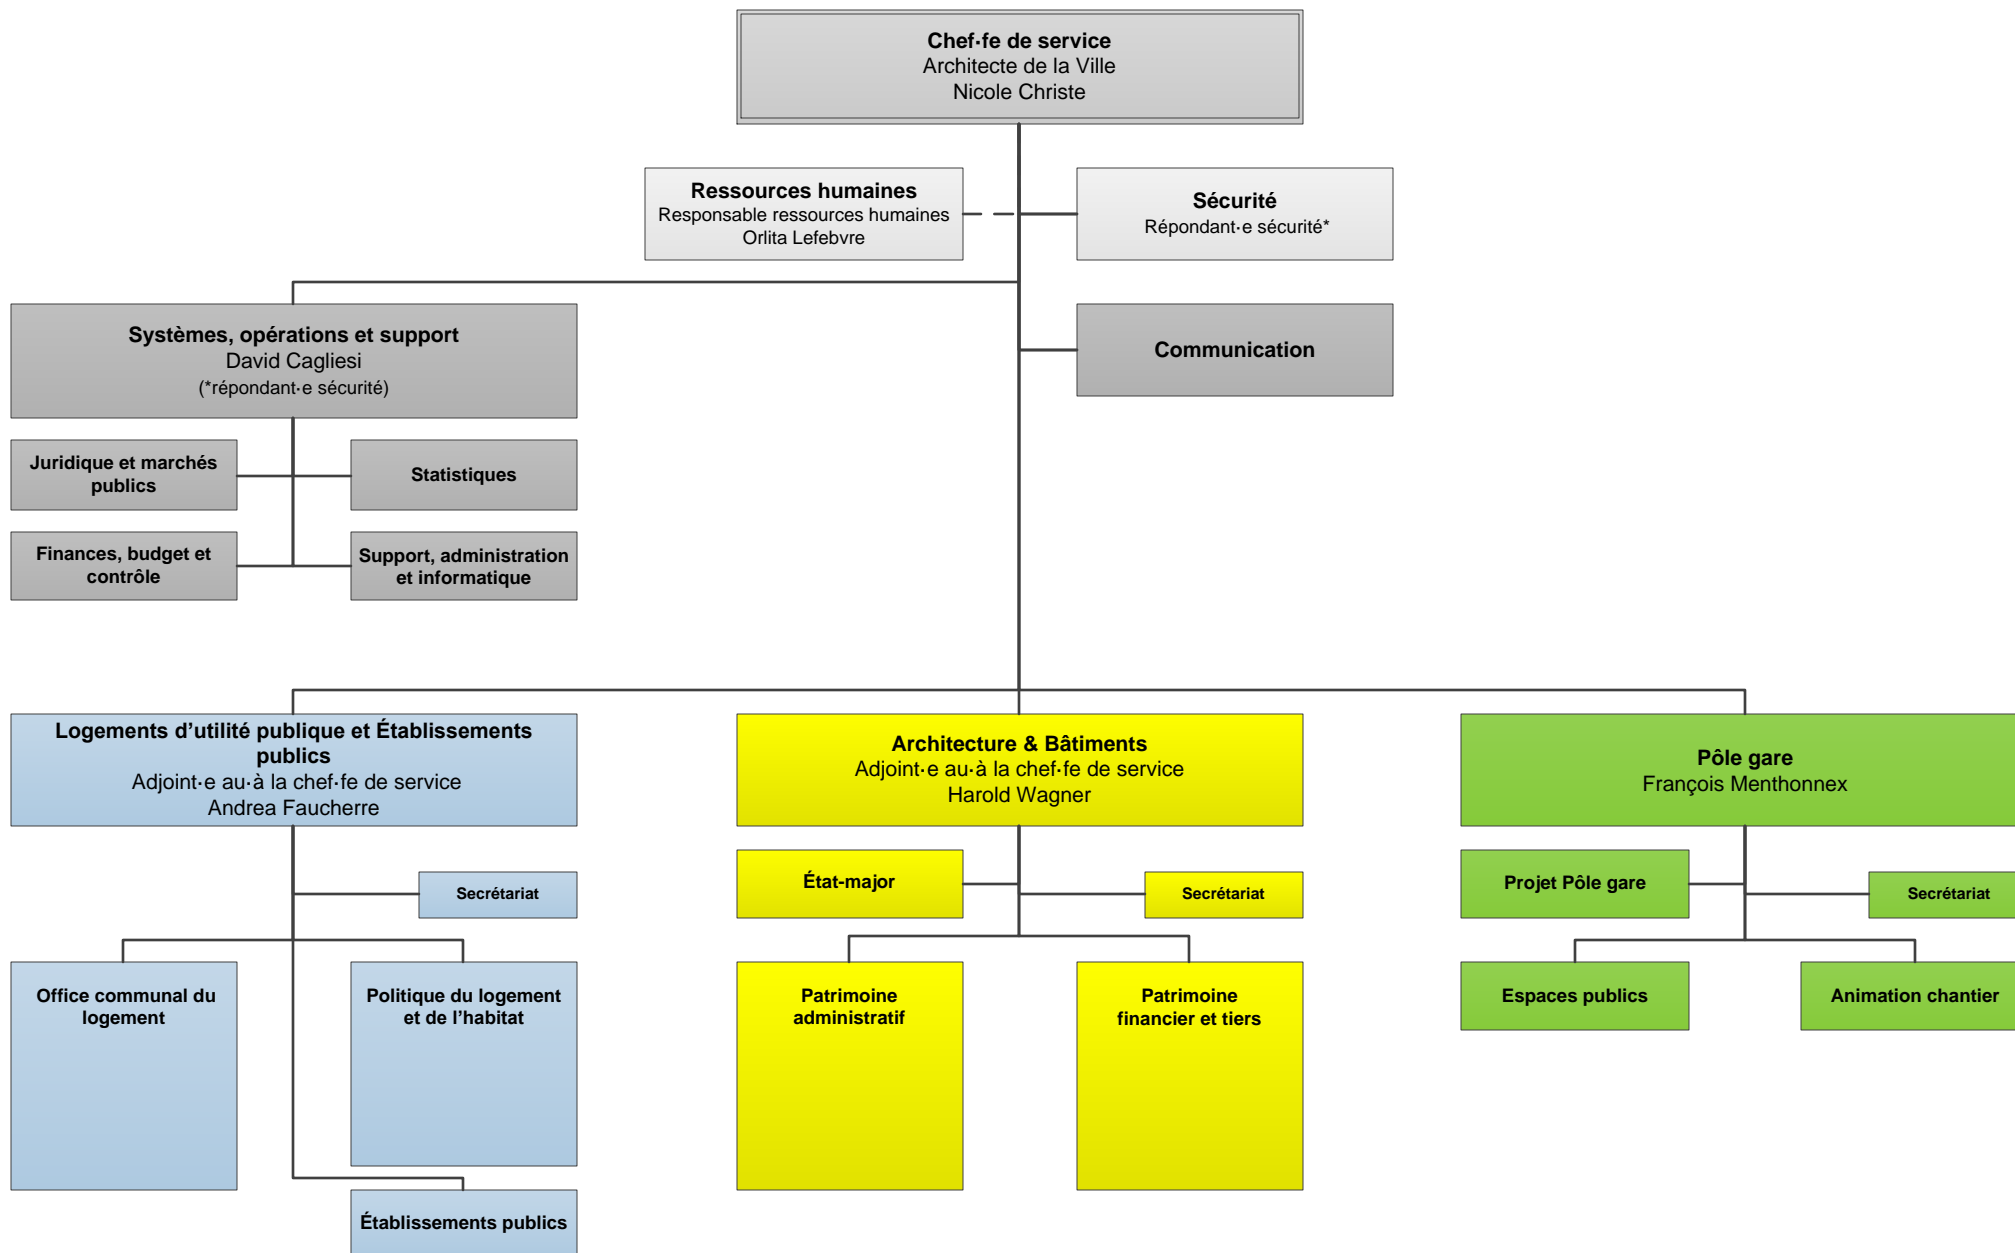 Chef·fe de service
Architecte de la Ville
Nicole Christe
Ressources humaines
Responsable ressources humaines
Orlita Lefebvre
Sécurité
Répondant·e sécurité*
Systèmes, opérations et support
David Cagliesi
(*répondant·e sécurité)
Communication
Juridique et marchés
publics
Statistiques
Finances, budget et
contrôle
Support, administration
et informatique
Logements d’utilité publique et Établissements
publics
Adjoint·e au·à la chef·fe de service
Andrea Faucherre
Architecture & Bâtiments
Adjoint·e au·à la chef·fe de service
Harold Wagner
Pôle gare
François Menthonnex
Secrétariat
État-major
Secrétariat
Projet Pôle gare
Secrétariat
Office communal du
logement
Politique du logement
et de l’habitat
Patrimoine
administratif
Patrimoine
financier et tiers
Espaces publics
Animation chantier
Établissements publics